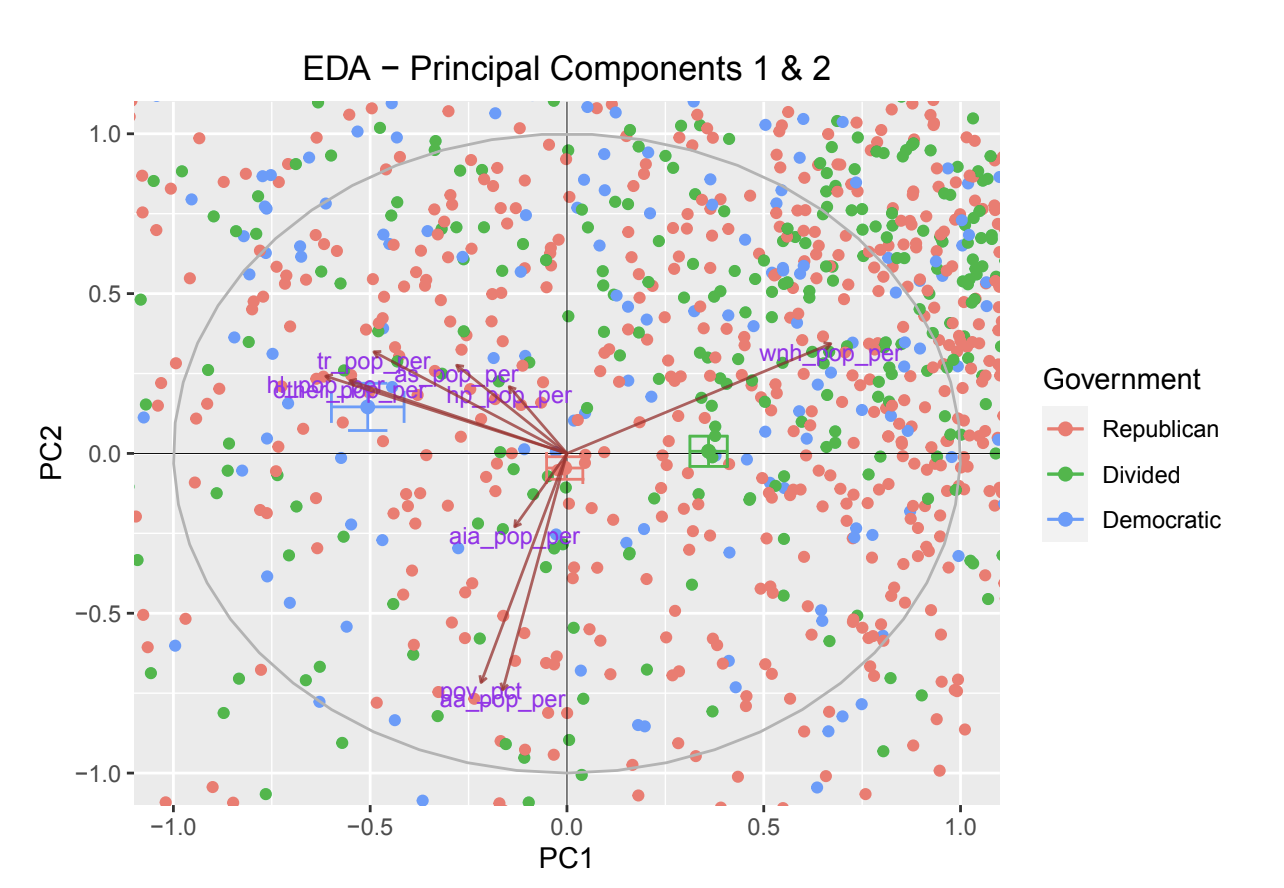 EDA − Principal Components 1 & 2
PC2
1.0
0.5
0.0
−0.5
−1.0
tr_pop_per
as_pop_per
wnh_pop_per
hp_pop_per
aia_pop_per
pov_pct
aa_pop_per
−1.0
−0.5
0.0
0.5
1.0
PC1
Government
Republican
Divided
Democratic